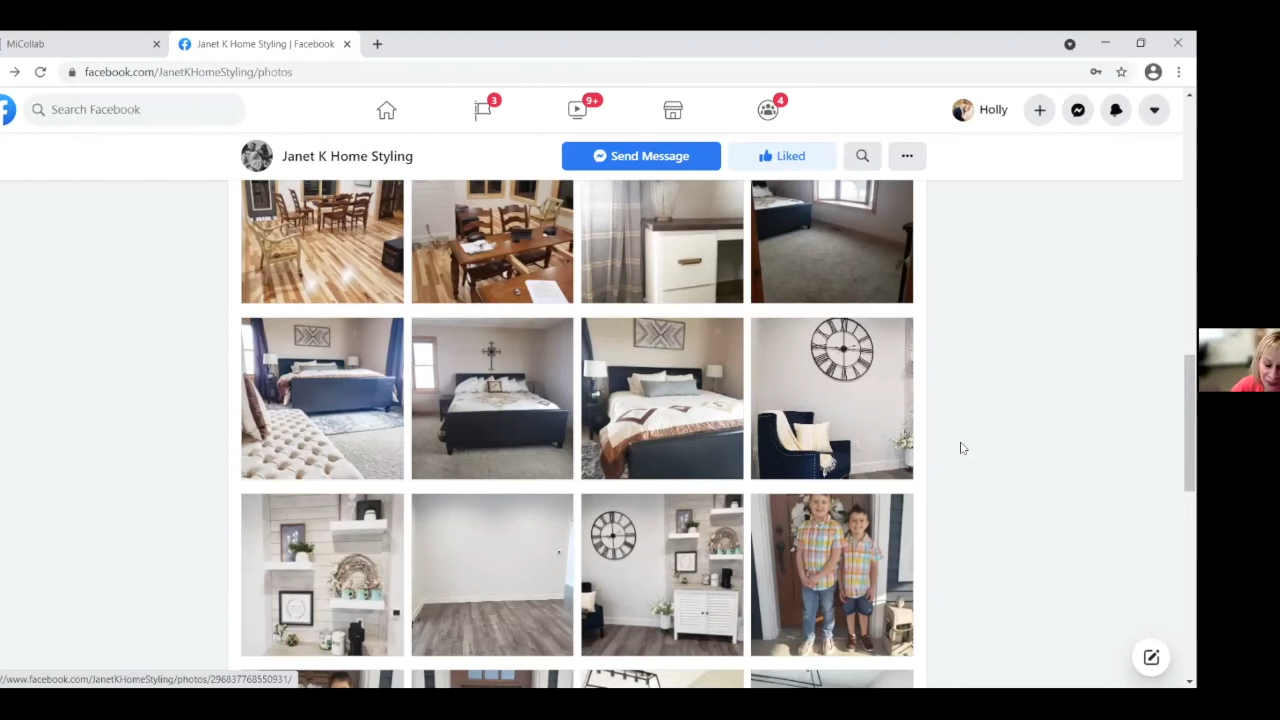 MiCollab
Janet K Home Styling | Facebook
facebook.com/JanetKHomeStyling/photos
Search Facebook
3
9+
4
Holly
Janet K Home Styling
Send Message
Liked
//www.facebook.com/JanetKHomeStyling/photos/296837768550931/